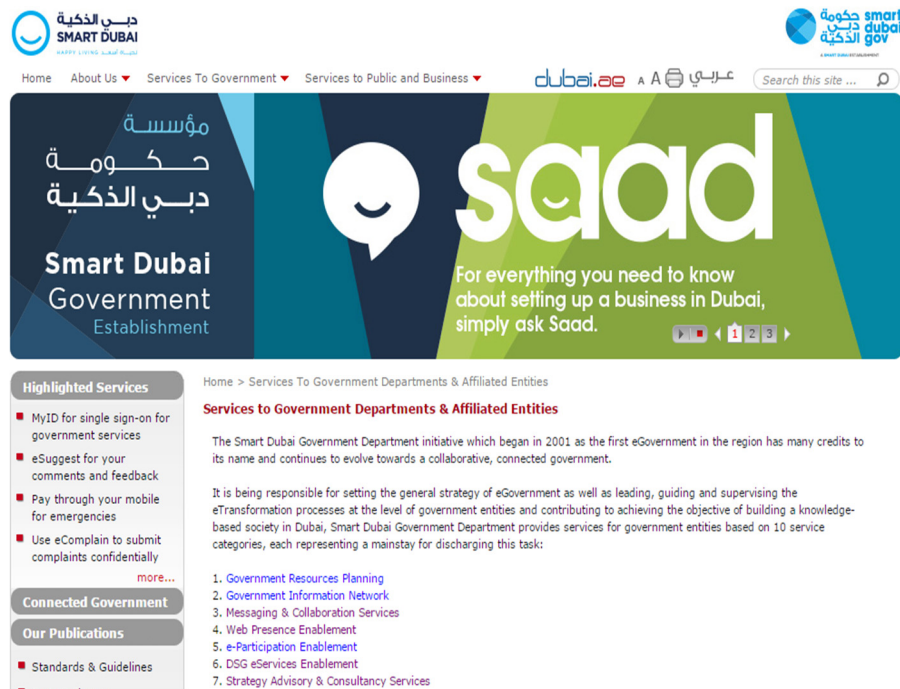 دبي الذكية
SMART DUBAI
حكومة دبي الذكية
smart dubai gov
A SMART DUBAI ESTABLISHMENT
Home About Us Services To Government Services to Public and Business dubai.ae A A عربي Search this site ...
مؤسسة
حكومة
دبي الذكية
Smart Dubai
Government
Establishment
saad
For everything you need to know
about setting up a business in Dubai,
simply ask Saad.
1 2 3
Highlighted Services
MyID for single sign-on for
government services
eSuggest for your
comments and feedback
Pay through your mobile
for emergencies
Use eComplain to submit
complaints confidentially
more...
Connected Government
Our Publications
Standards & Guidelines
Home > Services To Government Departments & Affiliated Entities
Services to Government Departments & Affiliated Entities
The Smart Dubai Government Department initiative which began in 2001 as the first eGovernment in the region has many credits to
its name and continues to evolve towards a collaborative, connected government.
It is being responsible for setting the general strategy of eGovernment as well as leading, guiding and supervising the
eTransformation processes at the level of government entities and contributing to achieving the objective of building a knowledge-
based society in Dubai, Smart Dubai Government Department provides services for government entities based on 10 service
categories, each representing a mainstay for discharging this task:
1. Government Resources Planning
2. Government Information Network
3. Messaging & Collaboration Services
4. Web Presence Enablement
5. e-Participation Enablement
6. DSG eServices Enablement
7. Strategy Advisory & Consultancy Services